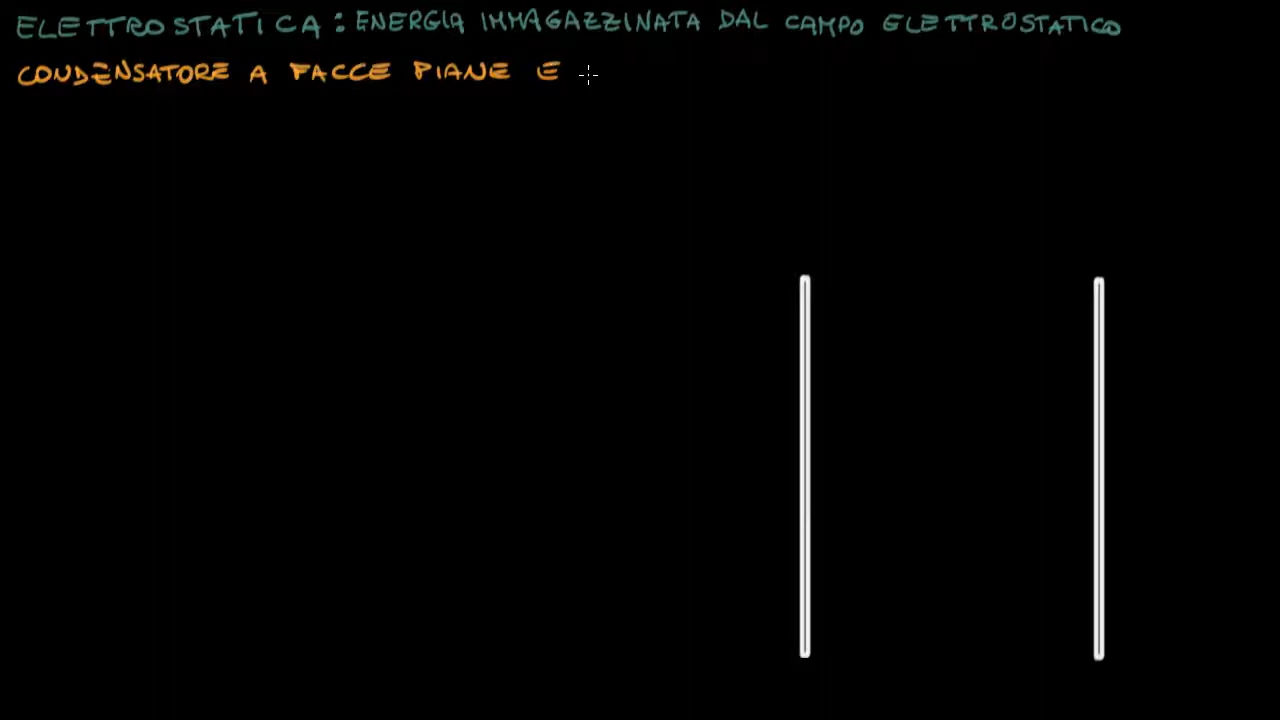 ELETTROSTATICA: ENERGIA IMMAGAZZINATA DAL CAMPO ELETTROSTATICO
CONDENSATORE A FACCE PIANE E